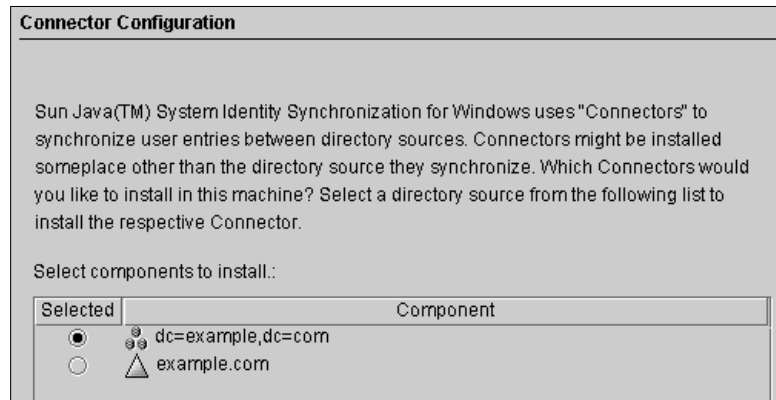 Connector Configuration
Sun Java(TM) System Identity Synchronization for Windows uses "Connectors" to
synchronize user entries between directory sources. Connectors might be installed
someplace other than the directory source they synchronize. Which Connectors would
you like to install in this machine? Select a directory source from the following list to
install the respective Connector.
Select components to install.:
Selected Component
dc=example,dc=com
example.com